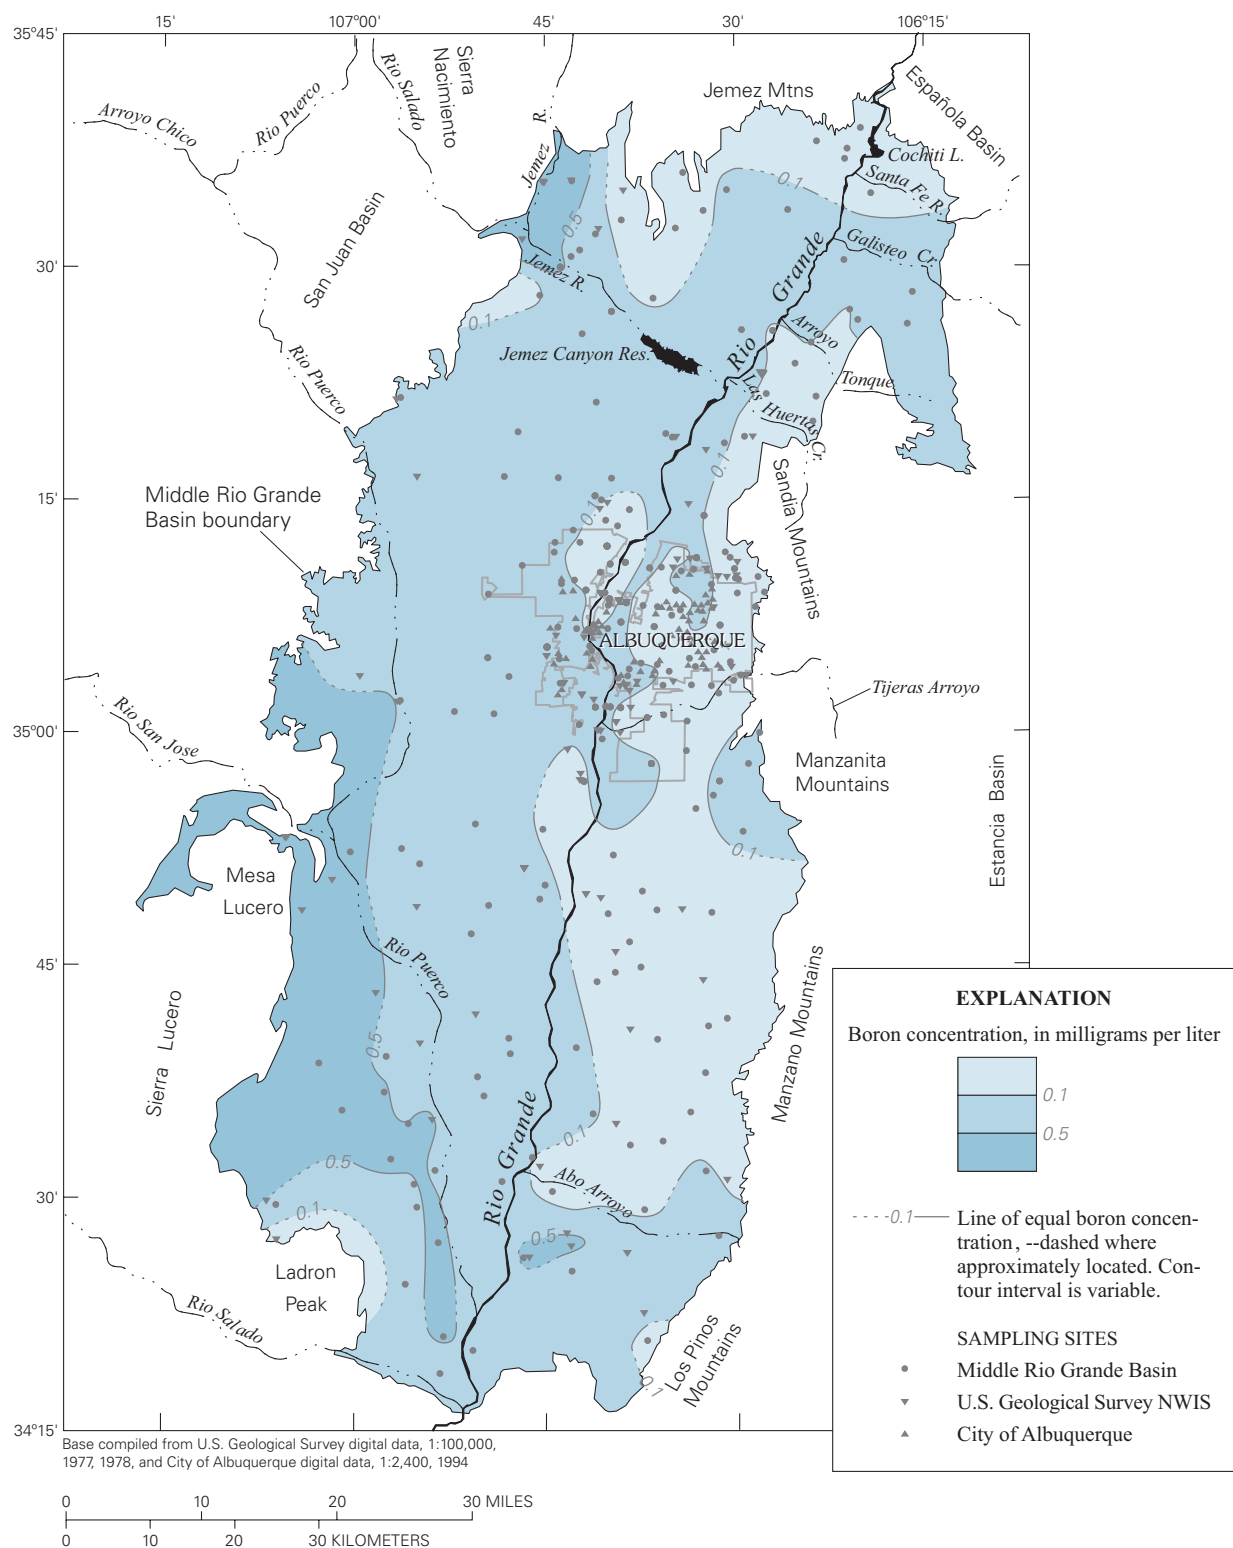 15'
107°00'
45'
30'
106°15'
35°45'
Sierra
Nacimiento
Rio Salado
Rio Puerco
Arroyo Chico
Jemez R.
Jemez Mtns
Española Basin
Cochiti L.
Santa Fe R.
0.1
0.5
San Juan Basin
Galisteo Cr.
30'
Jemez R.
Rio Grande
0.1
Arroyo
Tonque
Jemez Canyon Res.
Rio Puerco
Las Huertas Cr.
0.1
Sandia Mountains
15'
Middle Rio Grande
Basin boundary
0.1
ALBUQUERQUE
Tijeras Arroyo
Rio San Jose
35°00'
Manzanita
Mountains
Estancia Basin
0.1
Mesa
Lucero
Rio Puerco
45'
Manzano Mountains
Sierra Lucero
0.5
Rio Grande
0.1
0.5
Abo Arroyo
30'
0.1
0.5
Ladron
Peak
Rio Salado
Los Pinos
Mountains
0.1
34°15'
EXPLANATION
Boron concentration, in milligrams per liter
0.1
0.5
0.1
Line of equal boron concen-
tration, --dashed where
approximately located. Con-
tour interval is variable.
SAMPLING SITES
Middle Rio Grande Basin
U.S. Geological Survey NWIS
City of Albuquerque
Base compiled from U.S. Geological Survey digital data, 1:100,000,
1977, 1978, and City of Albuquerque digital data, 1:2,400, 1994
0 10 20 30 MILES
0 10 20 30 KILOMETERS